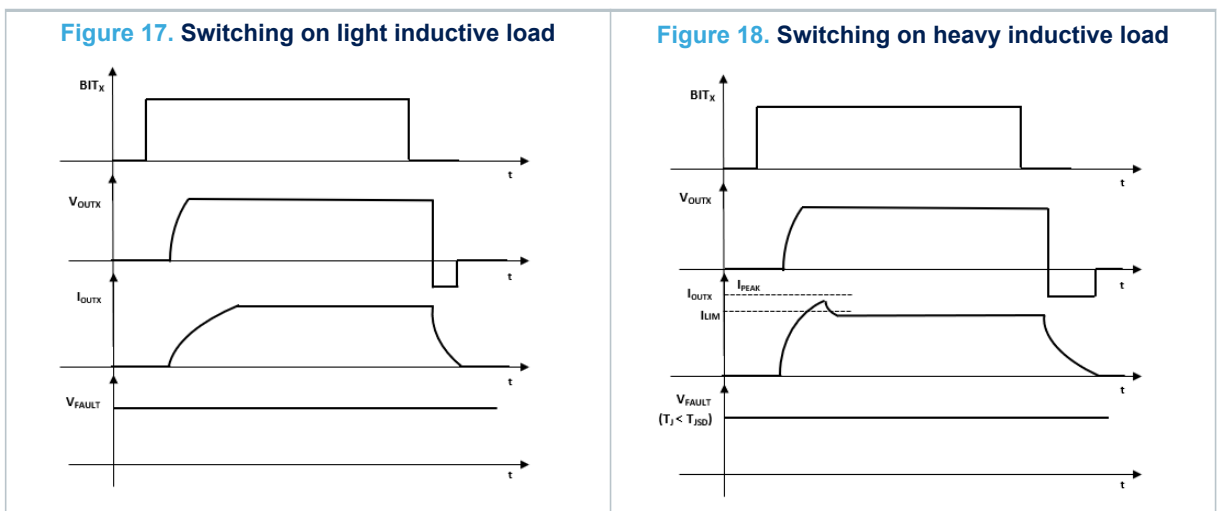 Figure 17. Switching on light inductive load
BITX
t
VOUTX
t
IOUTX
t
VFAULT
t
Figure 18. Switching on heavy inductive load
BITX
t
VOUTX
t
IPEAK
IOUTX
ILIM
t
VFAULT
(TJ < TJSD)
t